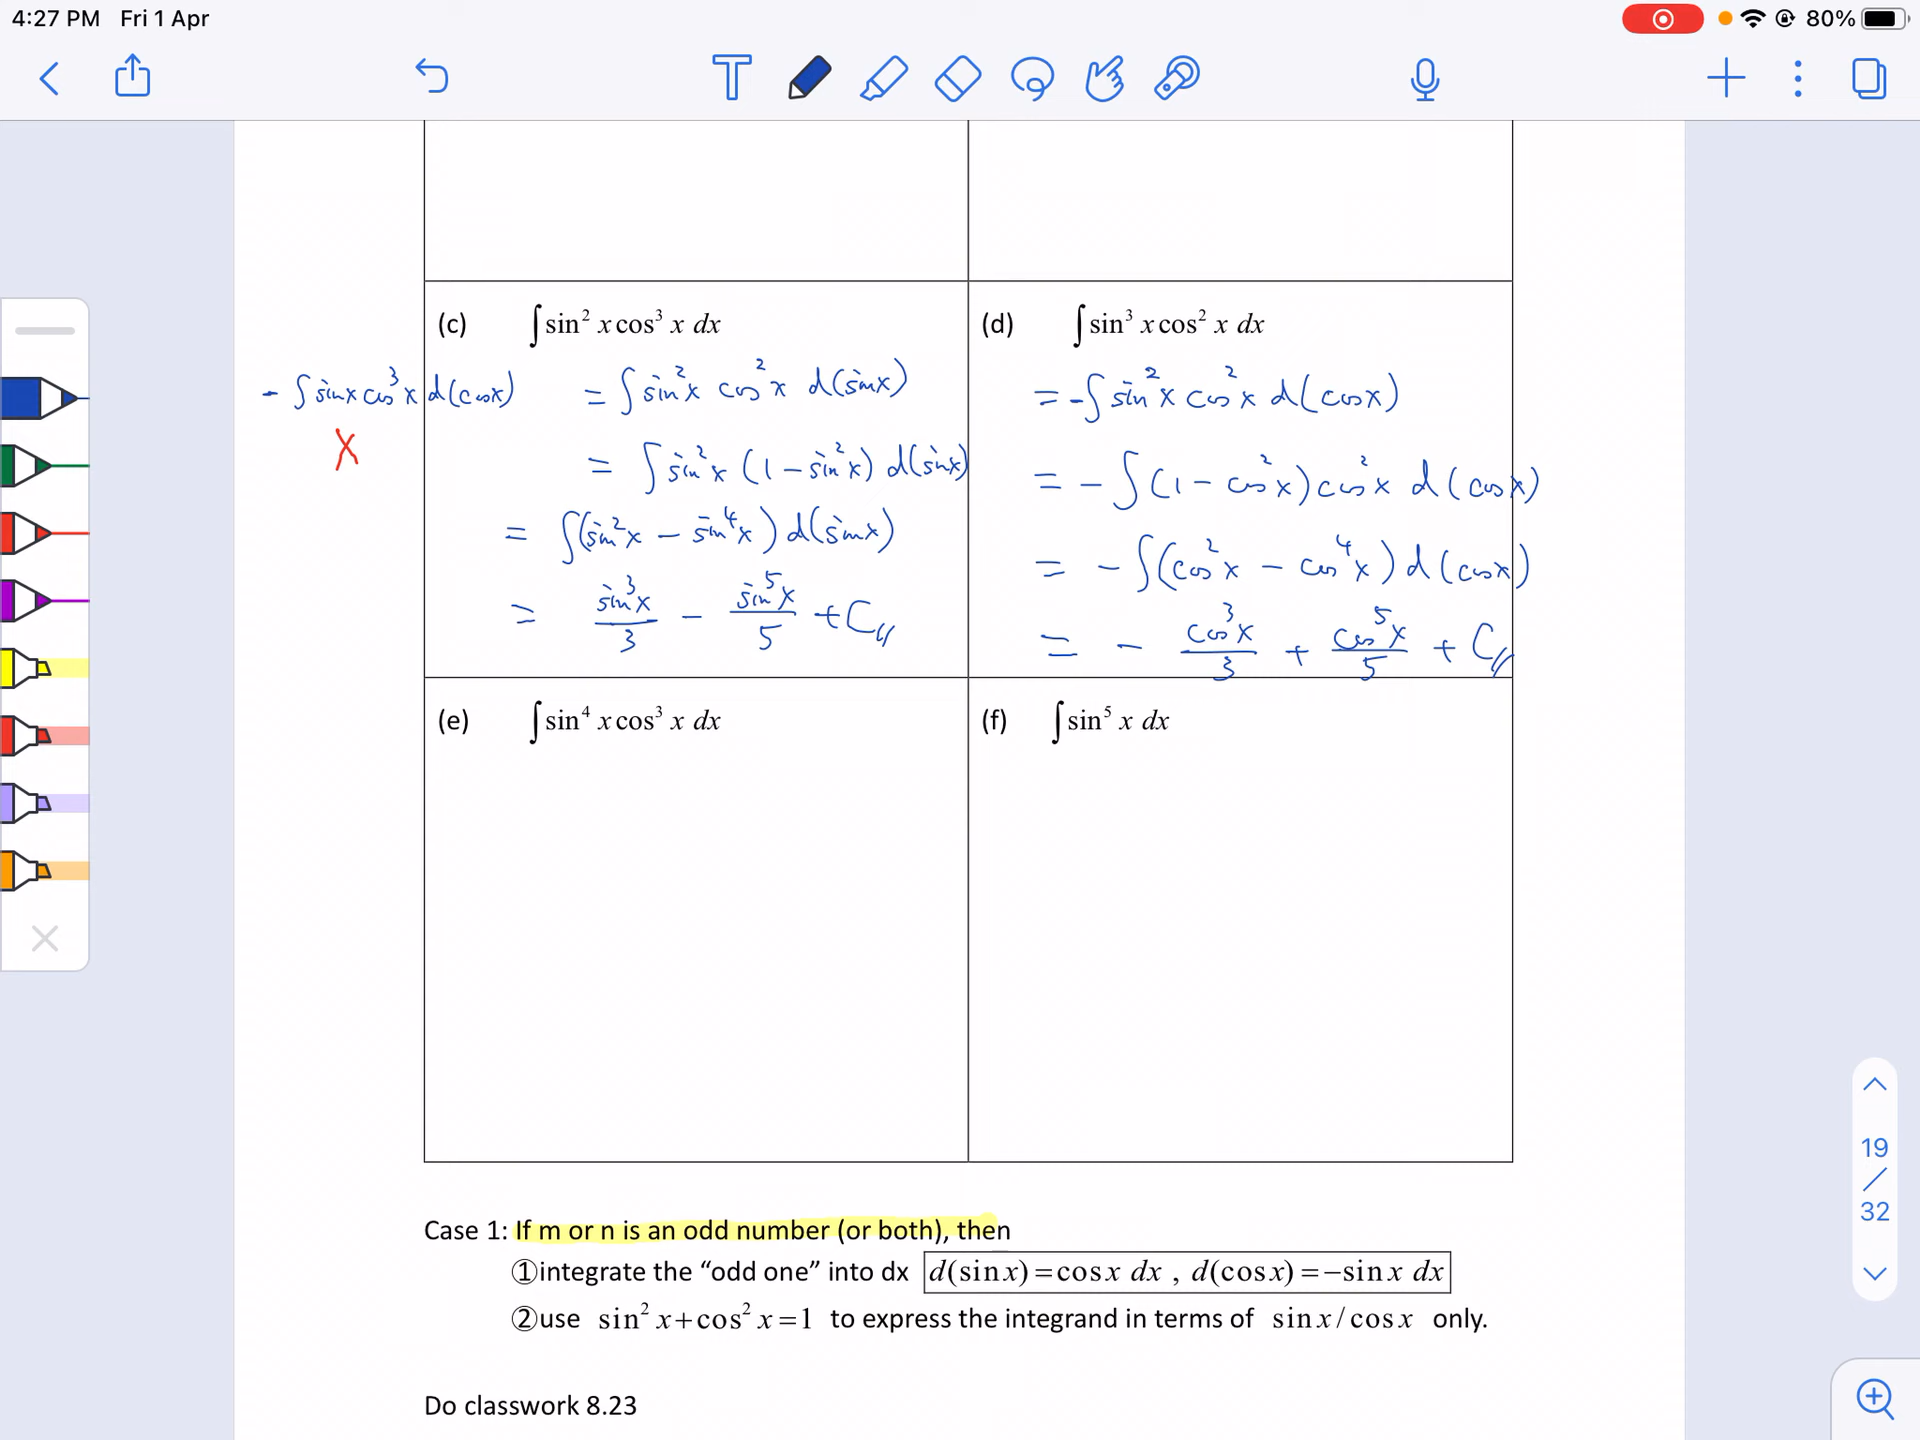 4:27 PM Fri 1 Apr
80%
(c) ∫sin² x cos³ x dx
- ∫sinx cos³x d(cosx)
X
= ∫sin²x cos²x d(sinx)
= ∫sin²x (1 - sin²x) d(sinx)
= ∫(sin²x - sin⁴x) d(sinx)
= sin³x/3 - sin⁵x/5 + C//
(d) ∫sin³ x cos² x dx
= -∫sin²x cos²x d(cosx)
= - ∫(1 - cos²x)cos²x d(cosx)
= - ∫(cos²x - cos⁴x) d(cosx)
= - cos³x/3 + cos⁵x/5 + C//
(e) ∫sin⁴ x cos³ x dx
(f) ∫sin⁵ x dx
Case 1: If m or n is an odd number (or both), then
①integrate the “odd one” into dx d(sin x)=cos x dx , d(cos x)=−sin x dx
②use sin² x+cos² x=1 to express the integrand in terms of sin x/cos x only.
Do classwork 8.23
19
/
32